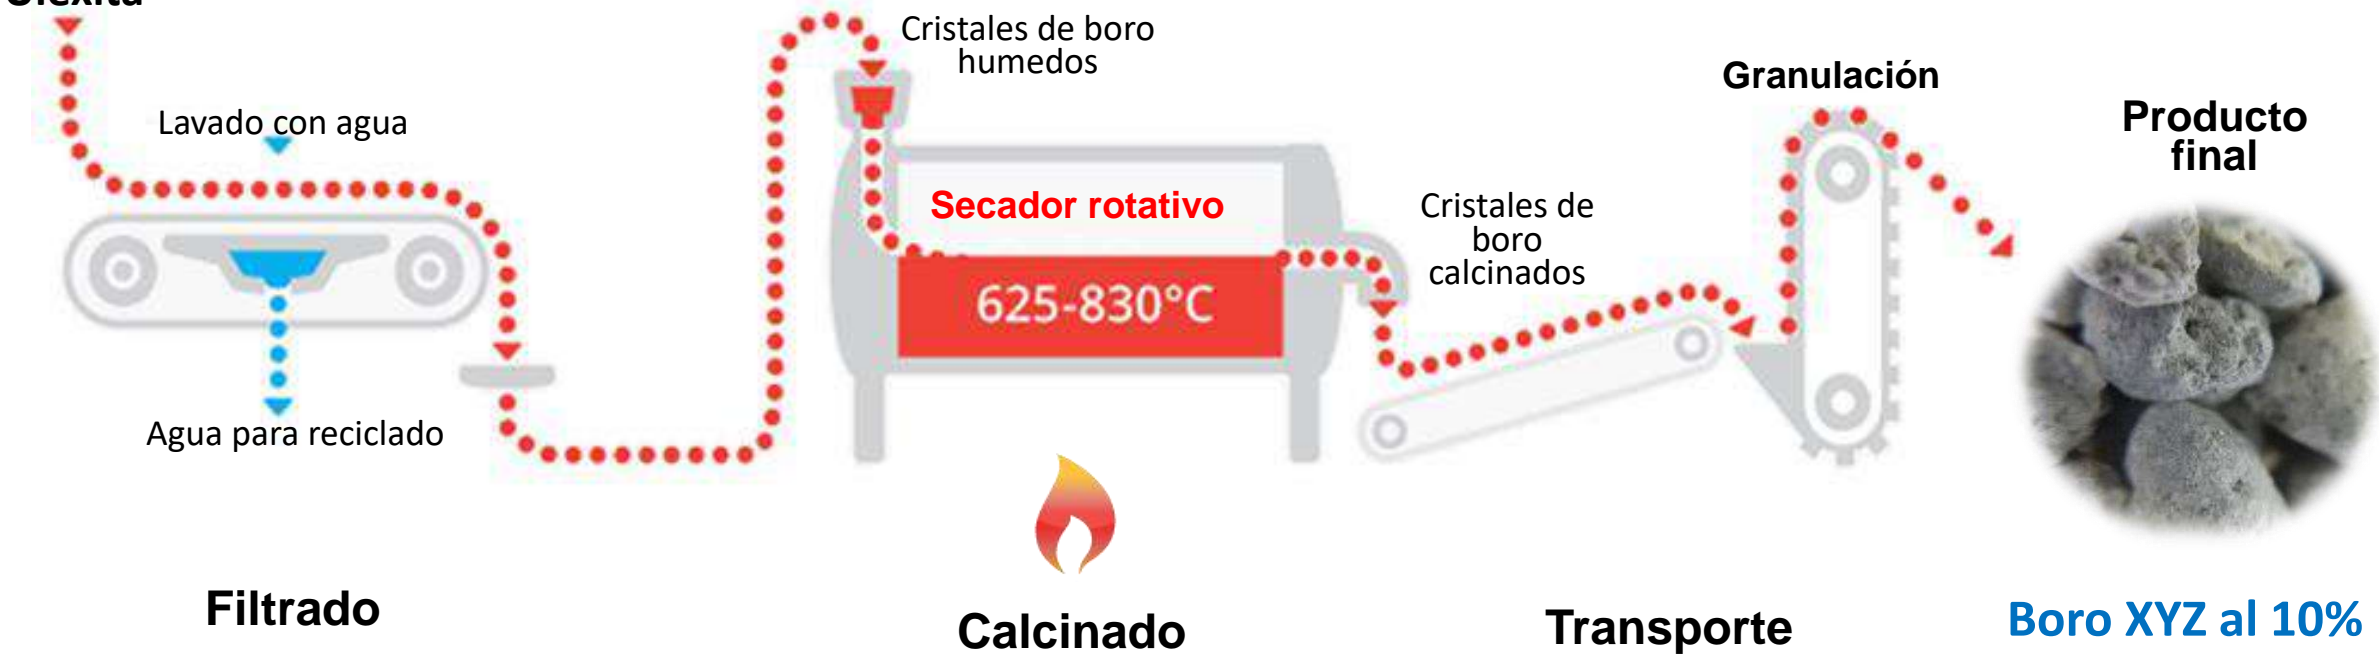 Cristales de boro
humedos
Lavado con agua
Granulación
Producto
final
Secador rotativo
Cristales de
boro
calcinados
625-830°C
Agua para reciclado
Filtrado
Calcinado
Transporte
Boro XYZ al 10%